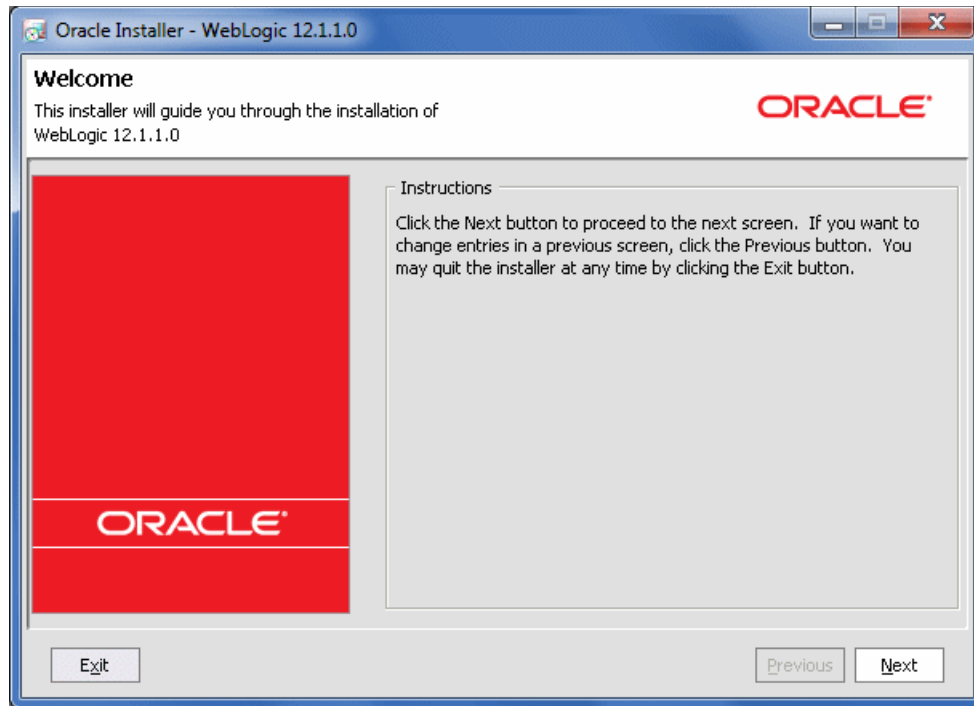 Oracle Installer - WebLogic 12.1.1.0
Welcome
This installer will guide you through the installation of
WebLogic 12.1.1.0
ORACLE
Instructions
Click the Next button to proceed to the next screen.  If you want to
change entries in a previous screen, click the Previous button.  You
may quit the installer at any time by clicking the Exit button.
ORACLE
Exit
Previous
Next